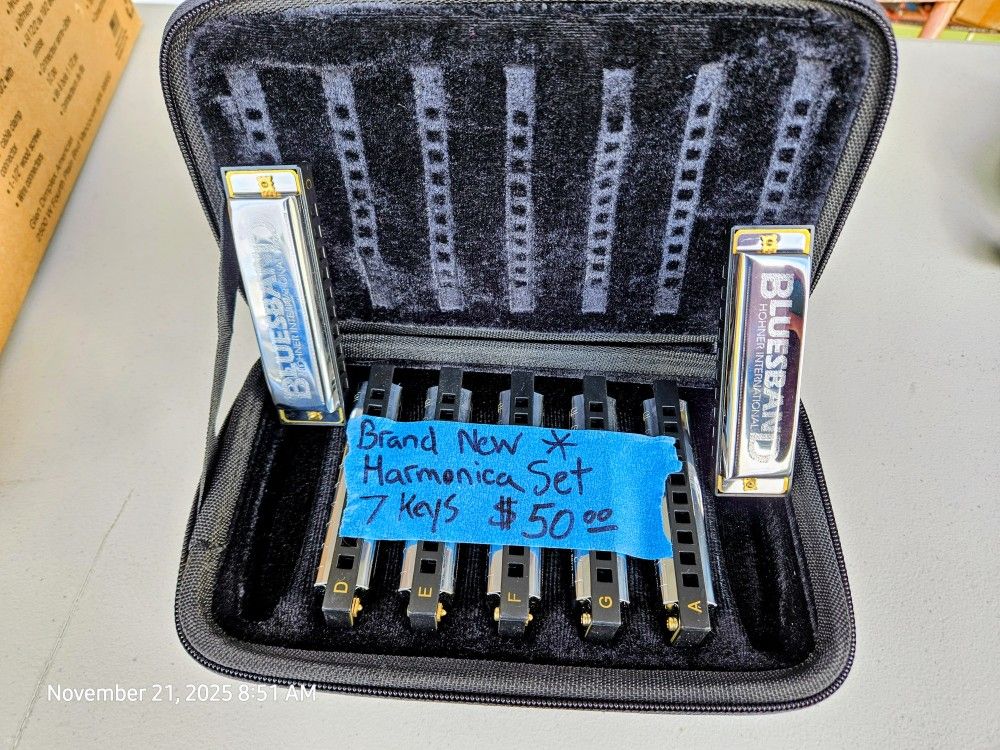 Brand New *
Harmonica Set
7 Keys $50.00
BLUESBAND
HOHNER INTERNATIONAL
BLUESBAND
HOHNER INTERNATIONAL
D
E
F
G
A
November 21, 2025 8:51 AM